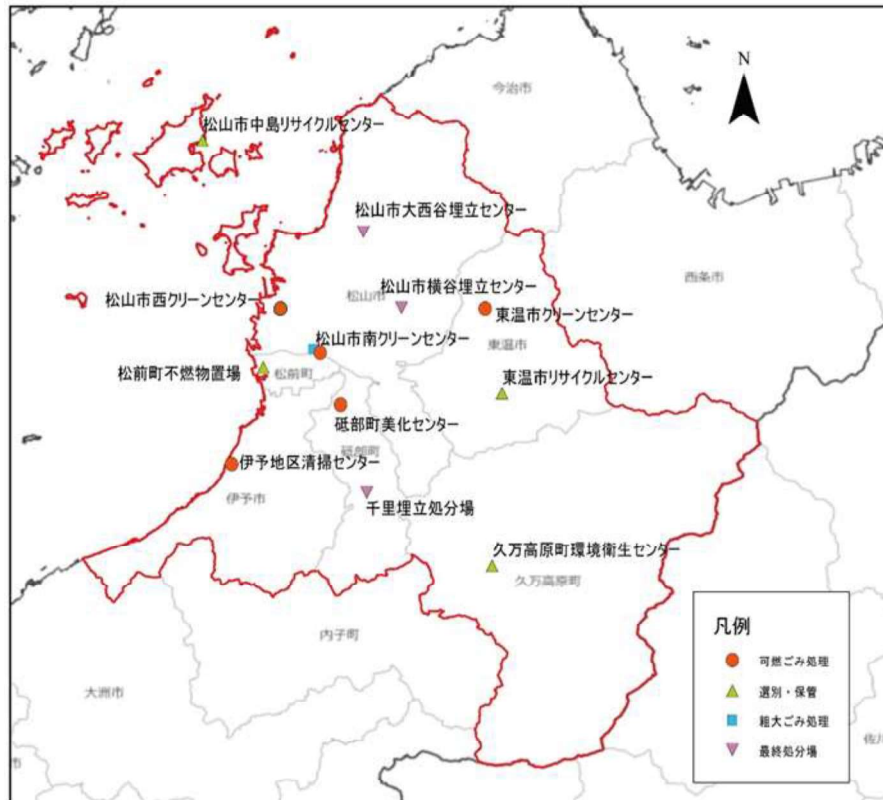 N
今治市
松山市中島リサイクルセンター
松山市大西谷埋立センター
西条市
松山市横谷埋立センター
松山市西クリーンセンター
松山市
東温市クリーンセンター
松山市南クリーンセンター
東温市
松前町不燃物置場
松前町
東温市リサイクルセンター
砥部町美化センター
砥部町
伊予地区清掃センター
伊予市
千里埋立処分場
久万高原町環境衛生センター
久万高原町
内子町
大洲市
凡例
可燃ごみ処理
選別・保管
粗大ごみ処理
最終処分場
佐川
市